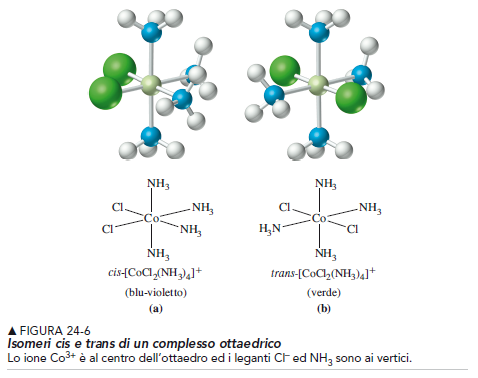 NH₃
Cl NH₃
Co
Cl NH₃
NH₃
cis-[CoCl₂(NH₃)₄]⁺
(blu-violetto)
(a)
NH₃
Cl NH₃
Co
H₃N Cl
NH₃
trans-[CoCl₂(NH₃)₄]⁺
(verde)
(b)
▲ FIGURA 24-6
Isomeri cis e trans di un complesso ottaedrico
Lo ione Co³⁺ è al centro dell'ottaedro ed i leganti Cl⁻ ed NH₃ sono ai vertici.